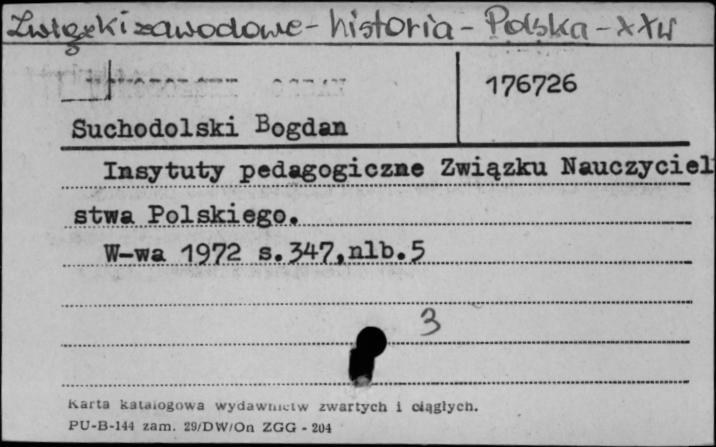 Związki zawodowe - historia - Polska - XXw
176726
Suchodolski Bogdan
Insytuty pedagogiczne Związku Nauczyciel
stwa Polskiego.
W-wa 1972 s.347,nlb.5
3
Karta katalogowa wydawnictw zwartych i ciągłych.
PU-B-144 zam. 29/DW/On ZGG - 204